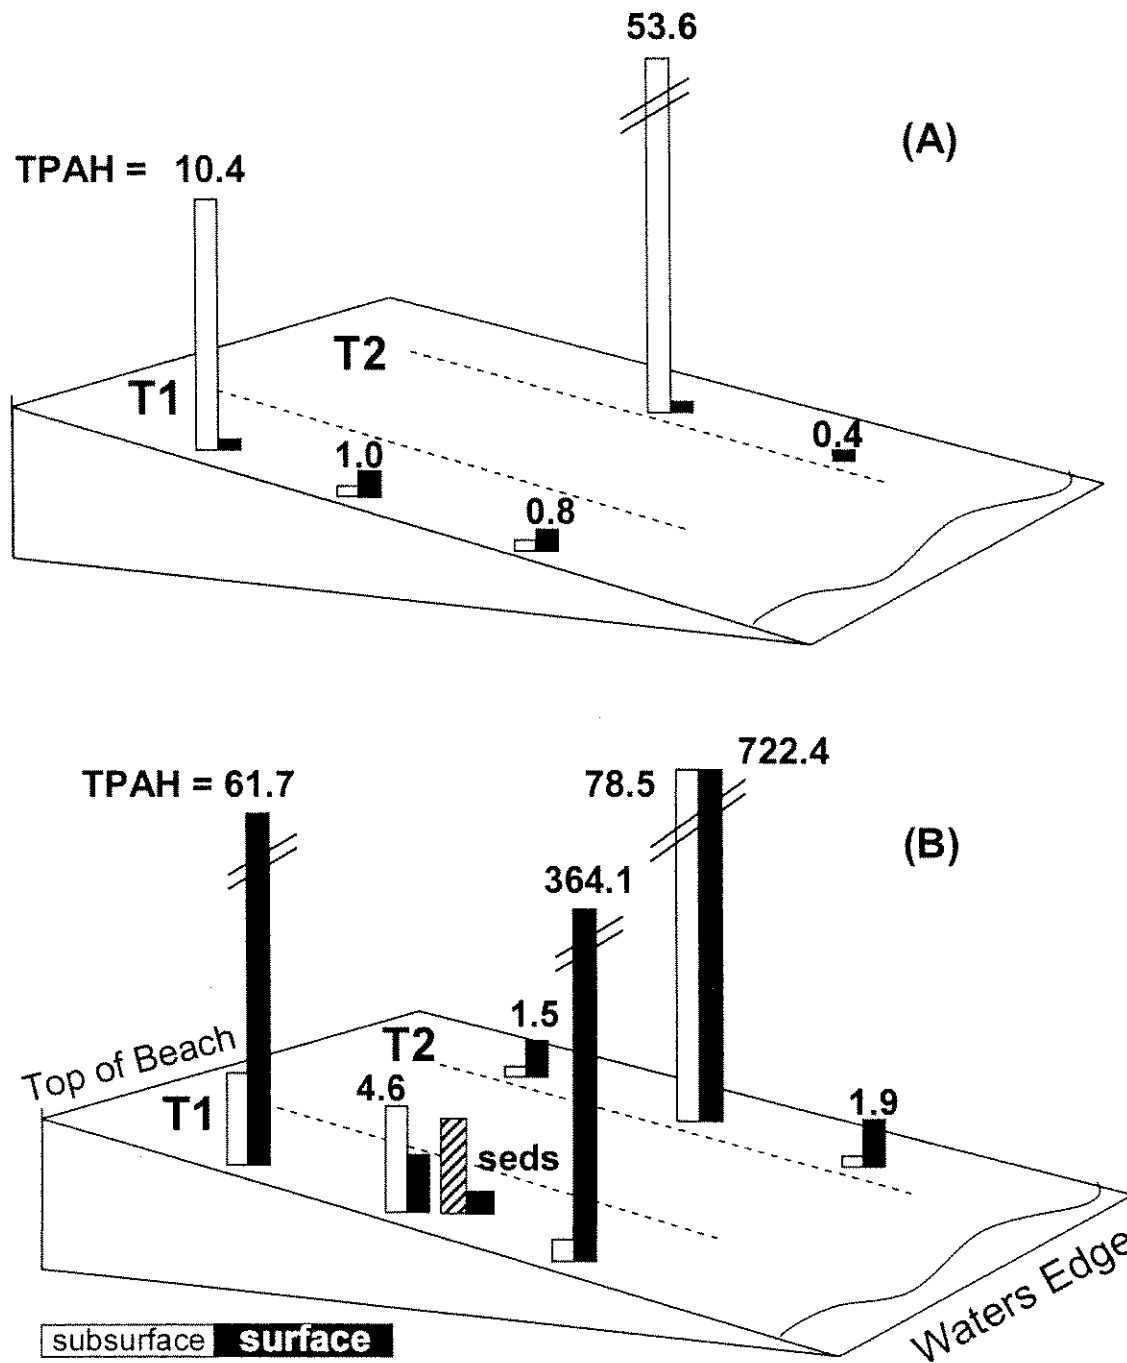 53.6
(A)
TPAH = 10.4
T2
T1
0.4
1.0
0.8
722.4
TPAH = 61.7
78.5
(B)
364.1
1.5
Top of Beach
T2
4.6
1.9
T1
seds
Waters Edge
subsurface surface